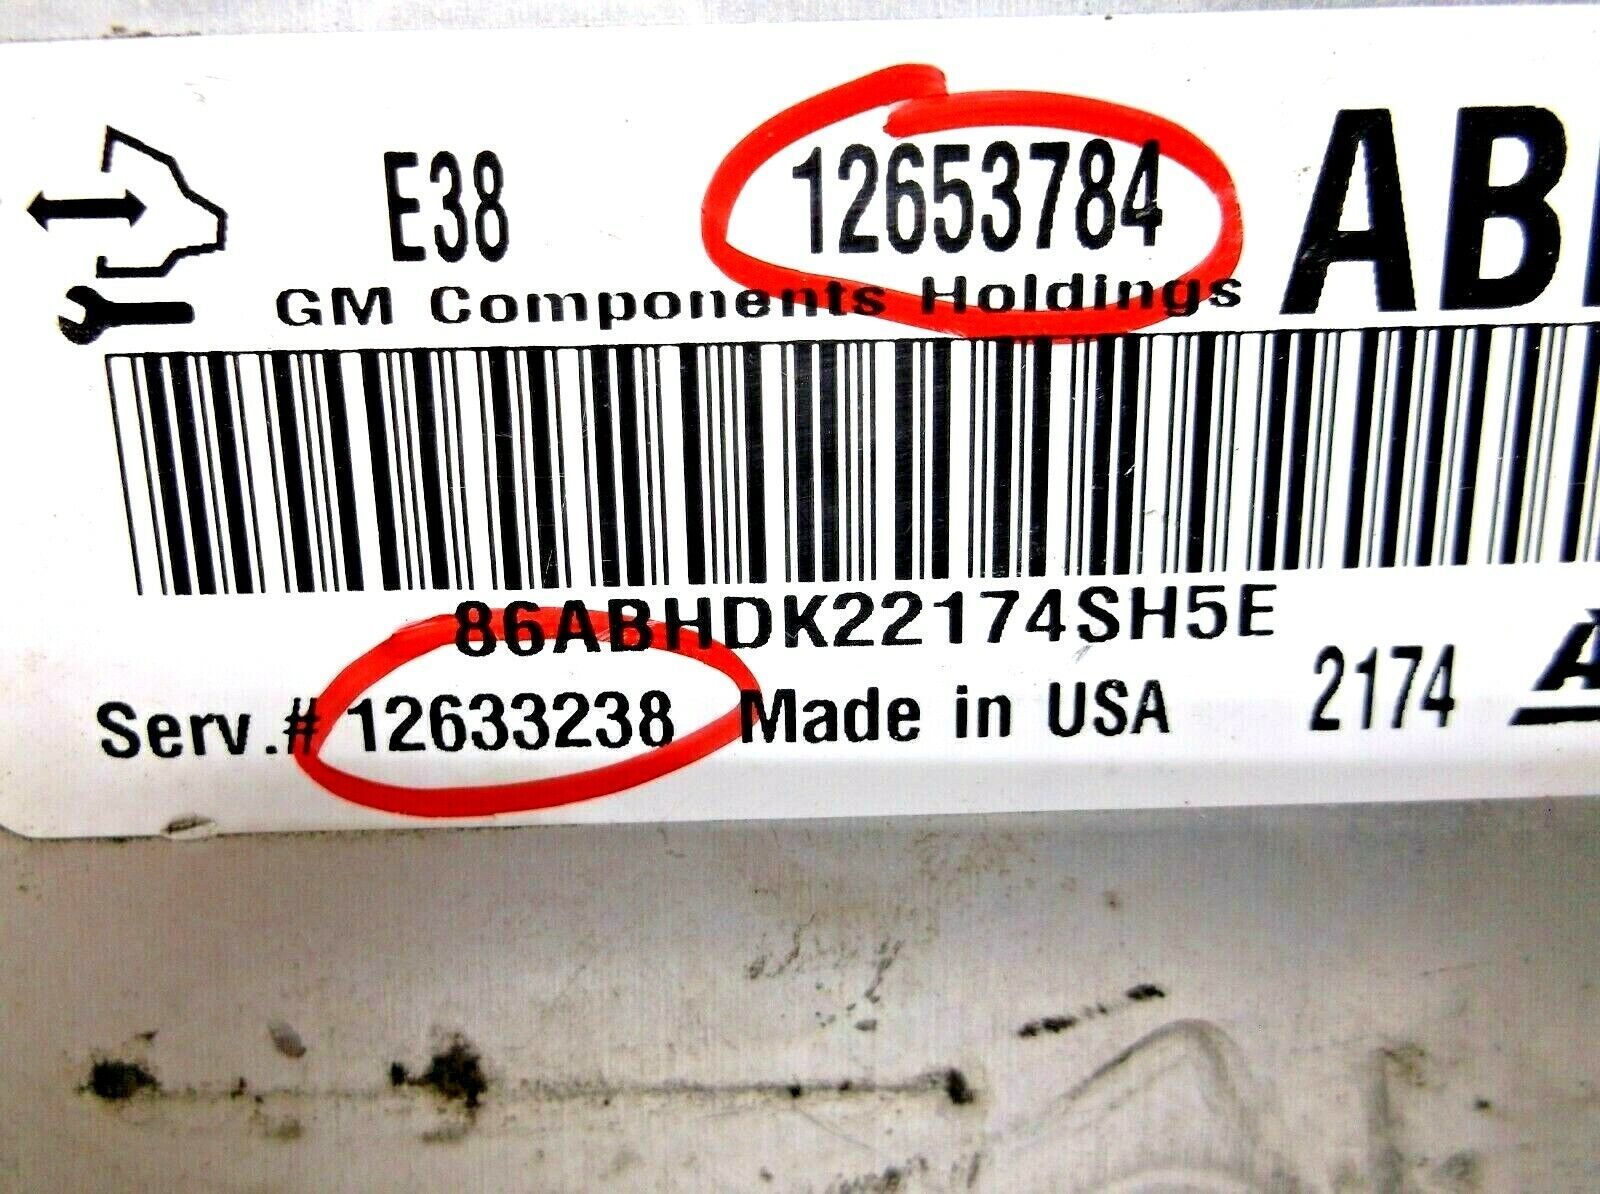 E38 12653784
GM Components Holdings
86ABHDK22174SH5E
Serv.# 12633238 Made in USA 2174